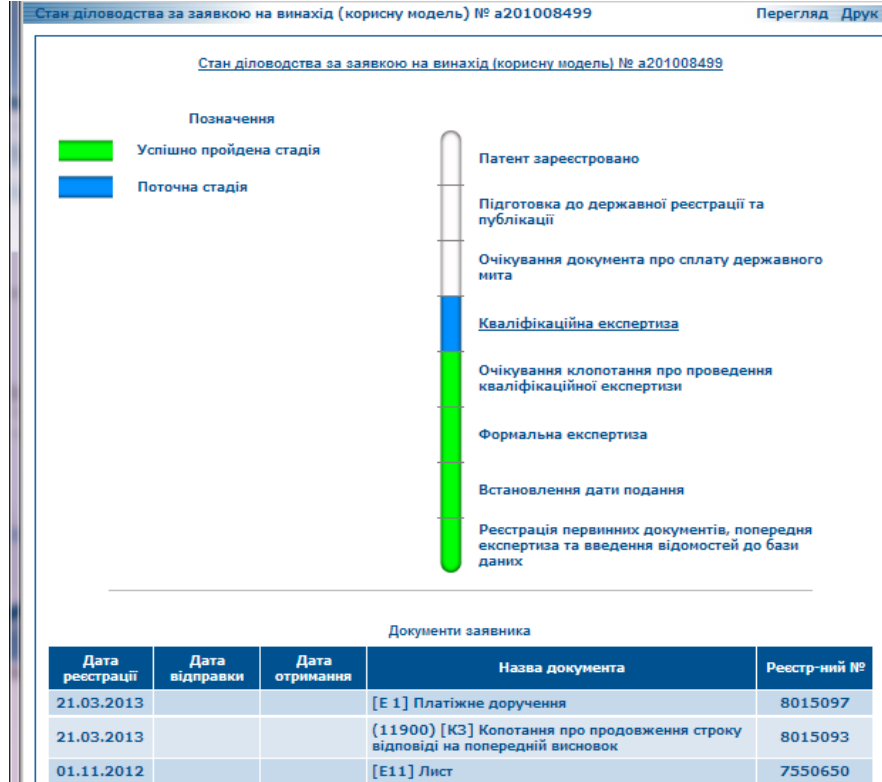 Стан діловодства за заявкою на винахід (корисну модель) № a201008499
Перегляд Друк
Стан діловодства за заявкою на винахід (корисну модель) № a201008499
Позначення
Успішно пройдена стадія
Поточна стадія
Патент зареєстровано
Підготовка до державної реєстрації та
публікації
Очікування документа про сплату державного
мита
Кваліфікаційна експертиза
Очікування клопотання про проведення
кваліфікаційної експертизи
Формальна експертиза
Встановлення дати подання
Реєстрація первинних документів, попередня
експертиза та введення відомостей до бази
даних
Документи заявника
Дата реєстрації Дата відправки Дата отримання Назва документа Реєстр-ний №
21.03.2013 [Е 1] Платіжне доручення 8015097
21.03.2013 (11900) [К3] Копотання про продовження строку
відповіді на попередній висновок 8015093
01.11.2012 [Е11] Лист 7550650